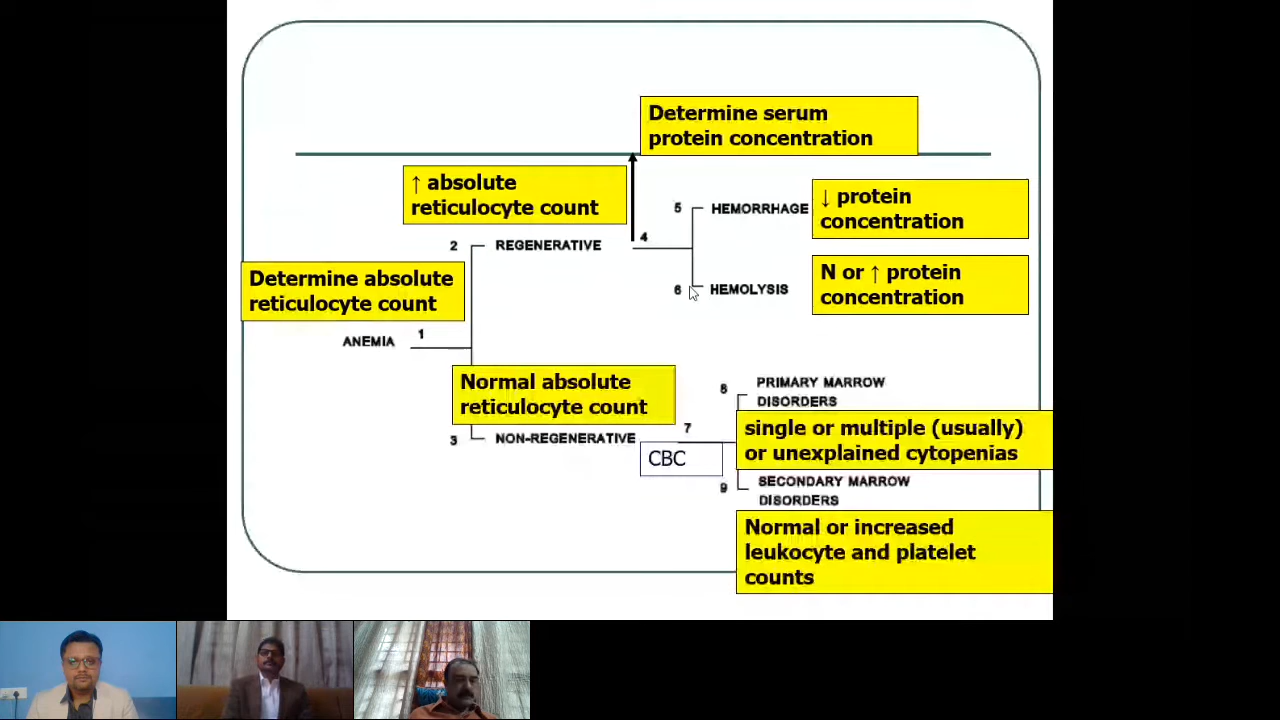 Determine serum
protein concentration
↑ absolute
reticulocyte count
5 HEMORRHAGE
↓ protein
concentration
4
2 REGENERATIVE
Determine absolute
reticulocyte count
N or ↑ protein
concentration
6 HEMOLYSIS
ANEMIA 1
Normal absolute
reticulocyte count
8 PRIMARY MARROW
DISORDERS
7
single or multiple (usually)
or unexplained cytopenias
3 NON-REGENERATIVE
CBC
9 SECONDARY MARROW
DISORDERS
Normal or increased
leukocyte and platelet
counts